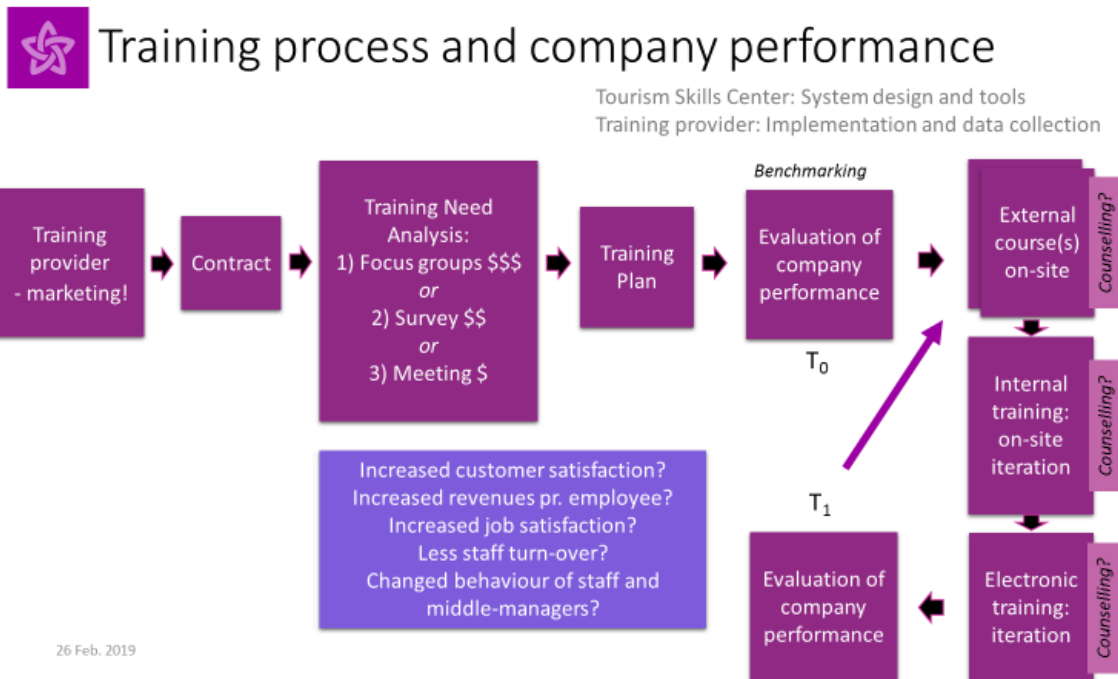 Training process and company performance
Tourism Skills Center: System design and tools
Training provider: Implementation and data collection
Training
provider
- marketing!
Contract
Training Need
Analysis:
1) Focus groups $$$
or
2) Survey $$
or
3) Meeting $
Training
Plan
Benchmarking
Evaluation of
company
performance
T₀
External
course(s)
on-site
Counselling?
Internal
training:
on-site
iteration
Counselling?
Electronic
training:
iteration
Counselling?
T₁
Evaluation of
company
performance
Increased customer satisfaction?
Increased revenues pr. employee?
Increased job satisfaction?
Less staff turn-over?
Changed behaviour of staff and
middle-managers?
26 Feb. 2019